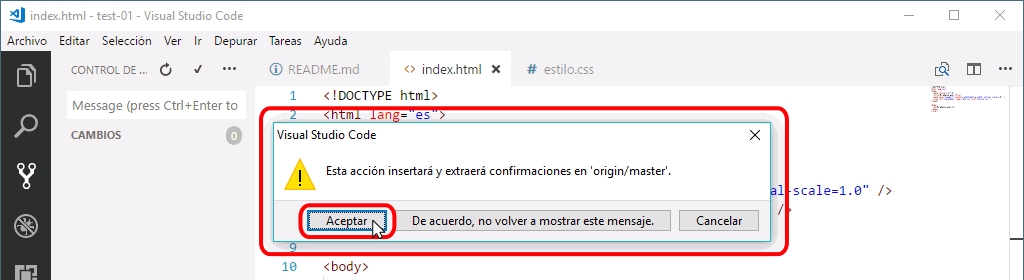 index.html - test-01 - Visual Studio Code
Archivo Editar Selección Ver Ir Depurar Tareas Ayuda
CONTROL DE ...
README.md
<> index.html
# estilo.css
Message (press Ctrl+Enter to
CAMBIOS 0
1 <!DOCTYPE html>
2 <html lang="es">
Visual Studio Code
Esta acción insertará y extraerá confirmaciones en 'origin/master'.
al-scale=1.0" />
/>
Aceptar
De acuerdo, no volver a mostrar este mensaje.
Cancelar
9
10 <body>